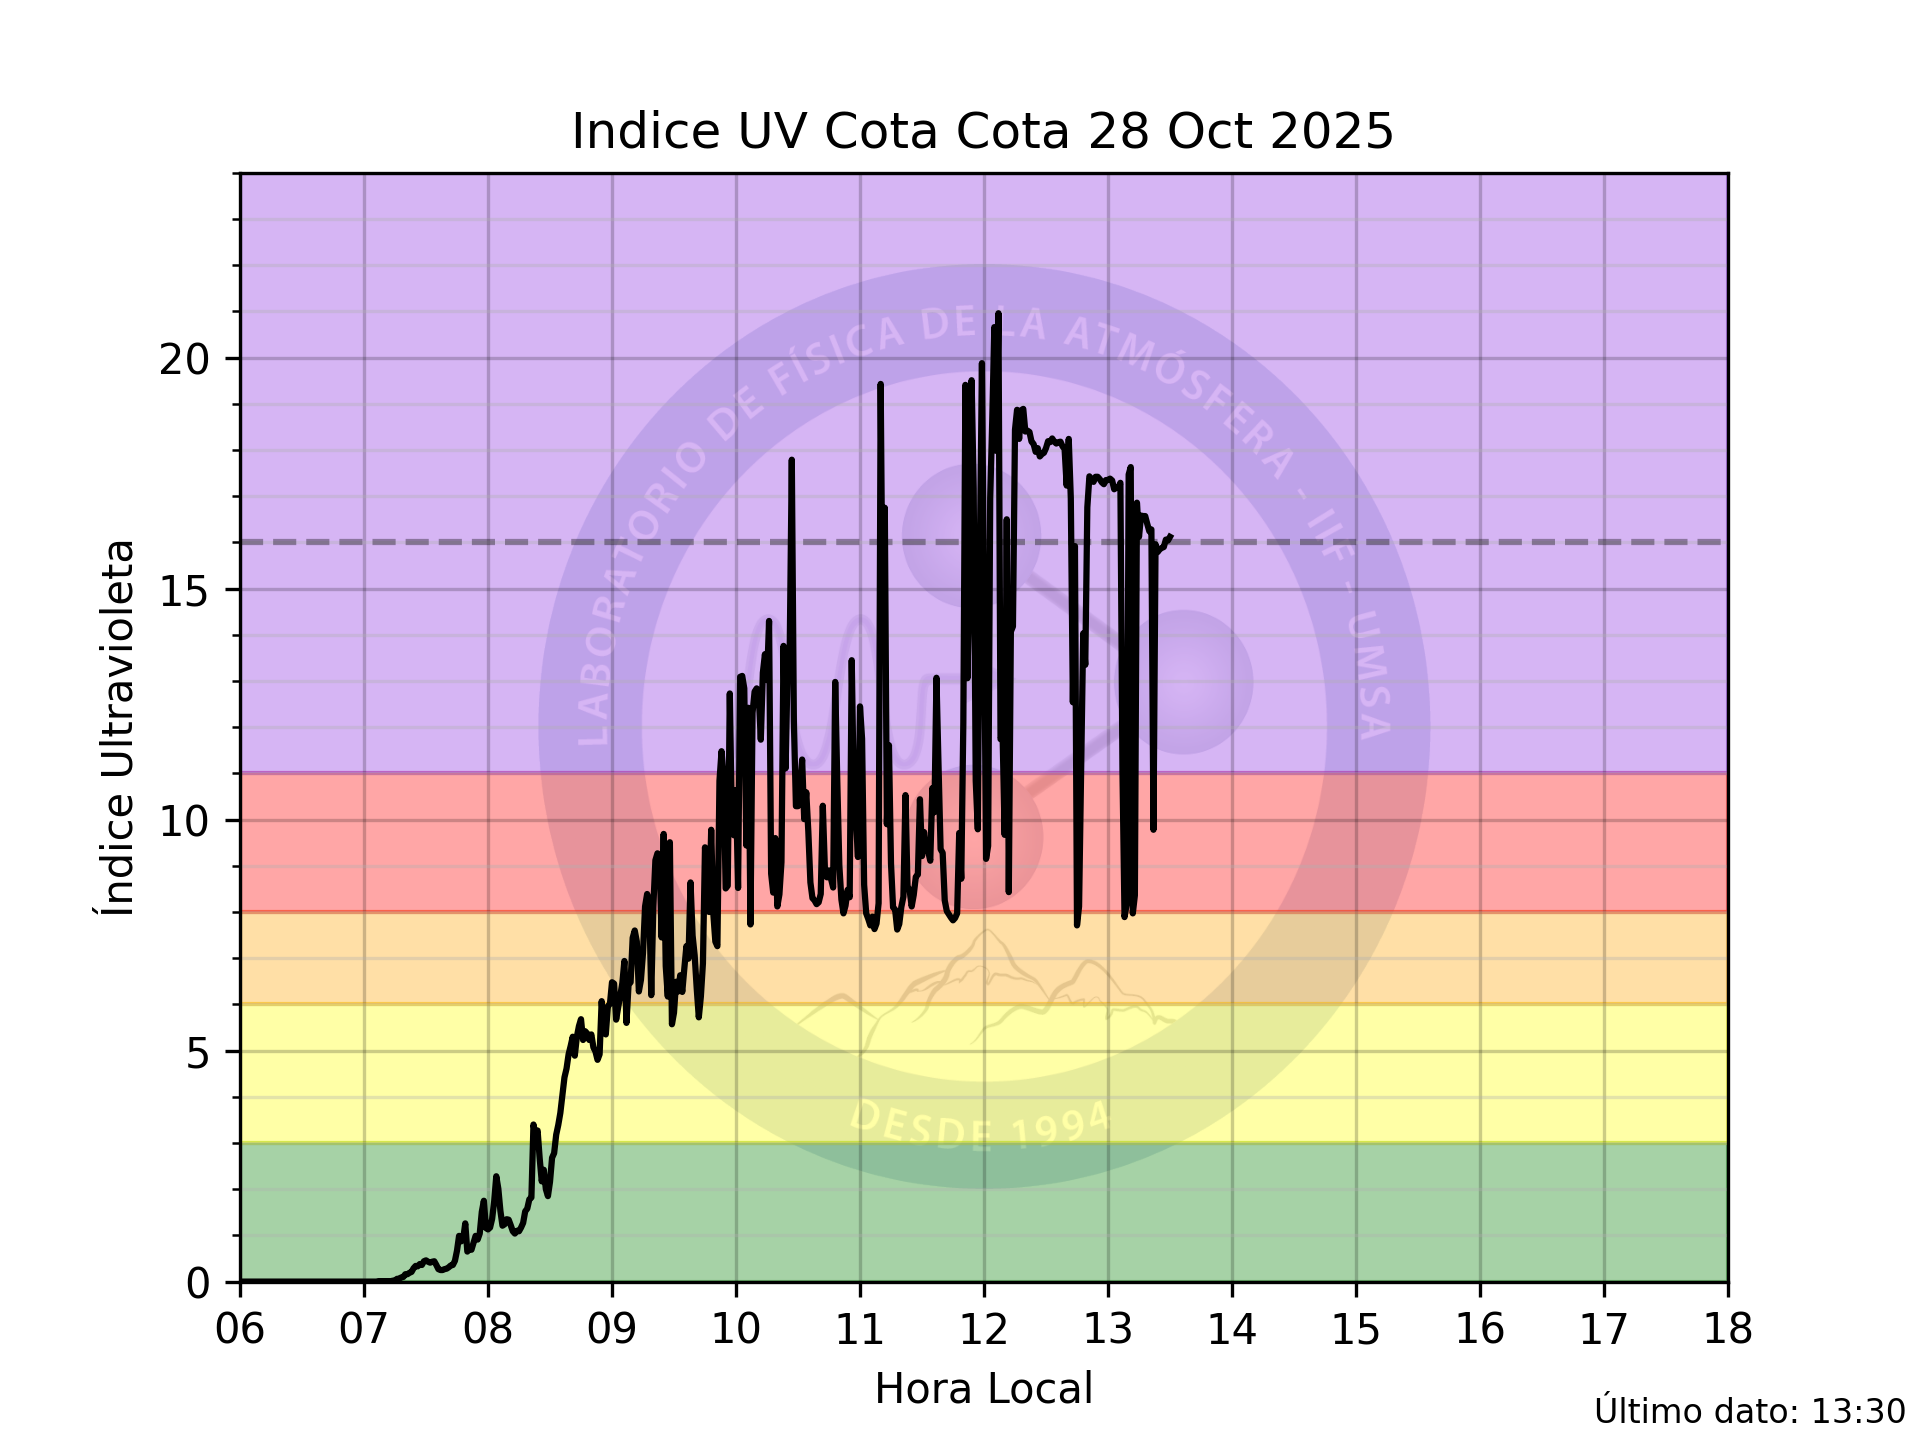 Indice UV Cota Cota 28 Oct 2025
LABORATORIO DE FÍSICA DE LA ATMÓSFERA - IIF - UMSA
DESDE 1994
Índice Ultravioleta
20
15
10
5
0
06 07 08 09 10 11 12 13 14 15 16 17 18
Hora Local
Último dato: 13:30